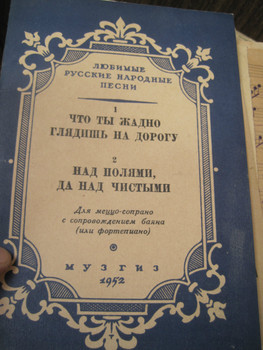 ЛЮБИМЫЕ
РУССКИЕ НАРОДНЫЕ
ПЕСНИ
1
ЧТО ТЫ ЖАДНО
ГЛЯДИШЬ НА ДОРОГУ
2
НАД ПОЛЯМИ,
ДА НАД ЧИСТЫМИ
Для меццо-сопрано
с сопровождением баяна
(или фортепиано)
МУЗГИЗ
1952